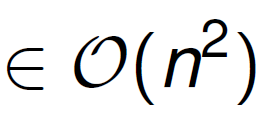 ∈ 𝒪(n²)